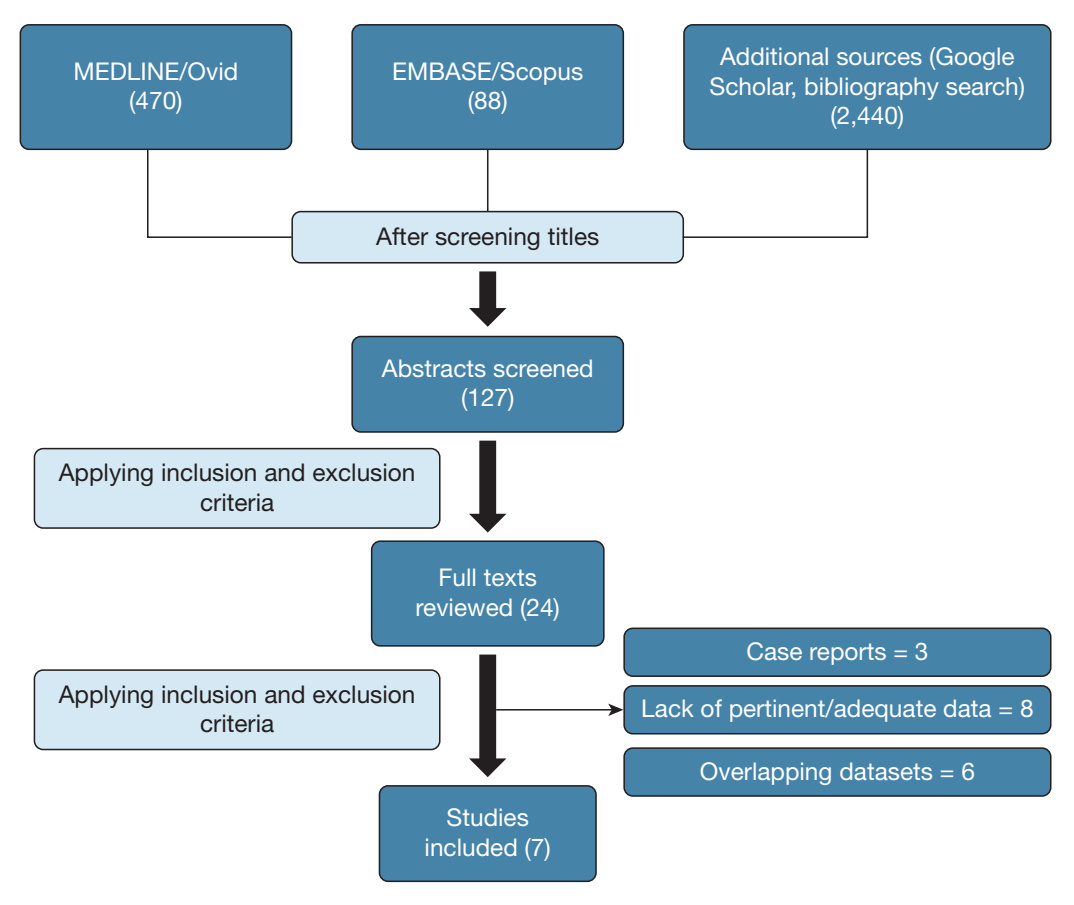 MEDLINE/Ovid
(470)
EMBASE/Scopus
(88)
Additional sources (Google
Scholar, bibliography search)
(2,440)
After screening titles
Abstracts screened
(127)
Applying inclusion and exclusion
criteria
Full texts
reviewed (24)
Case reports = 3
Applying inclusion and exclusion
criteria
Lack of pertinent/adequate data = 8
Overlapping datasets = 6
Studies
included (7)